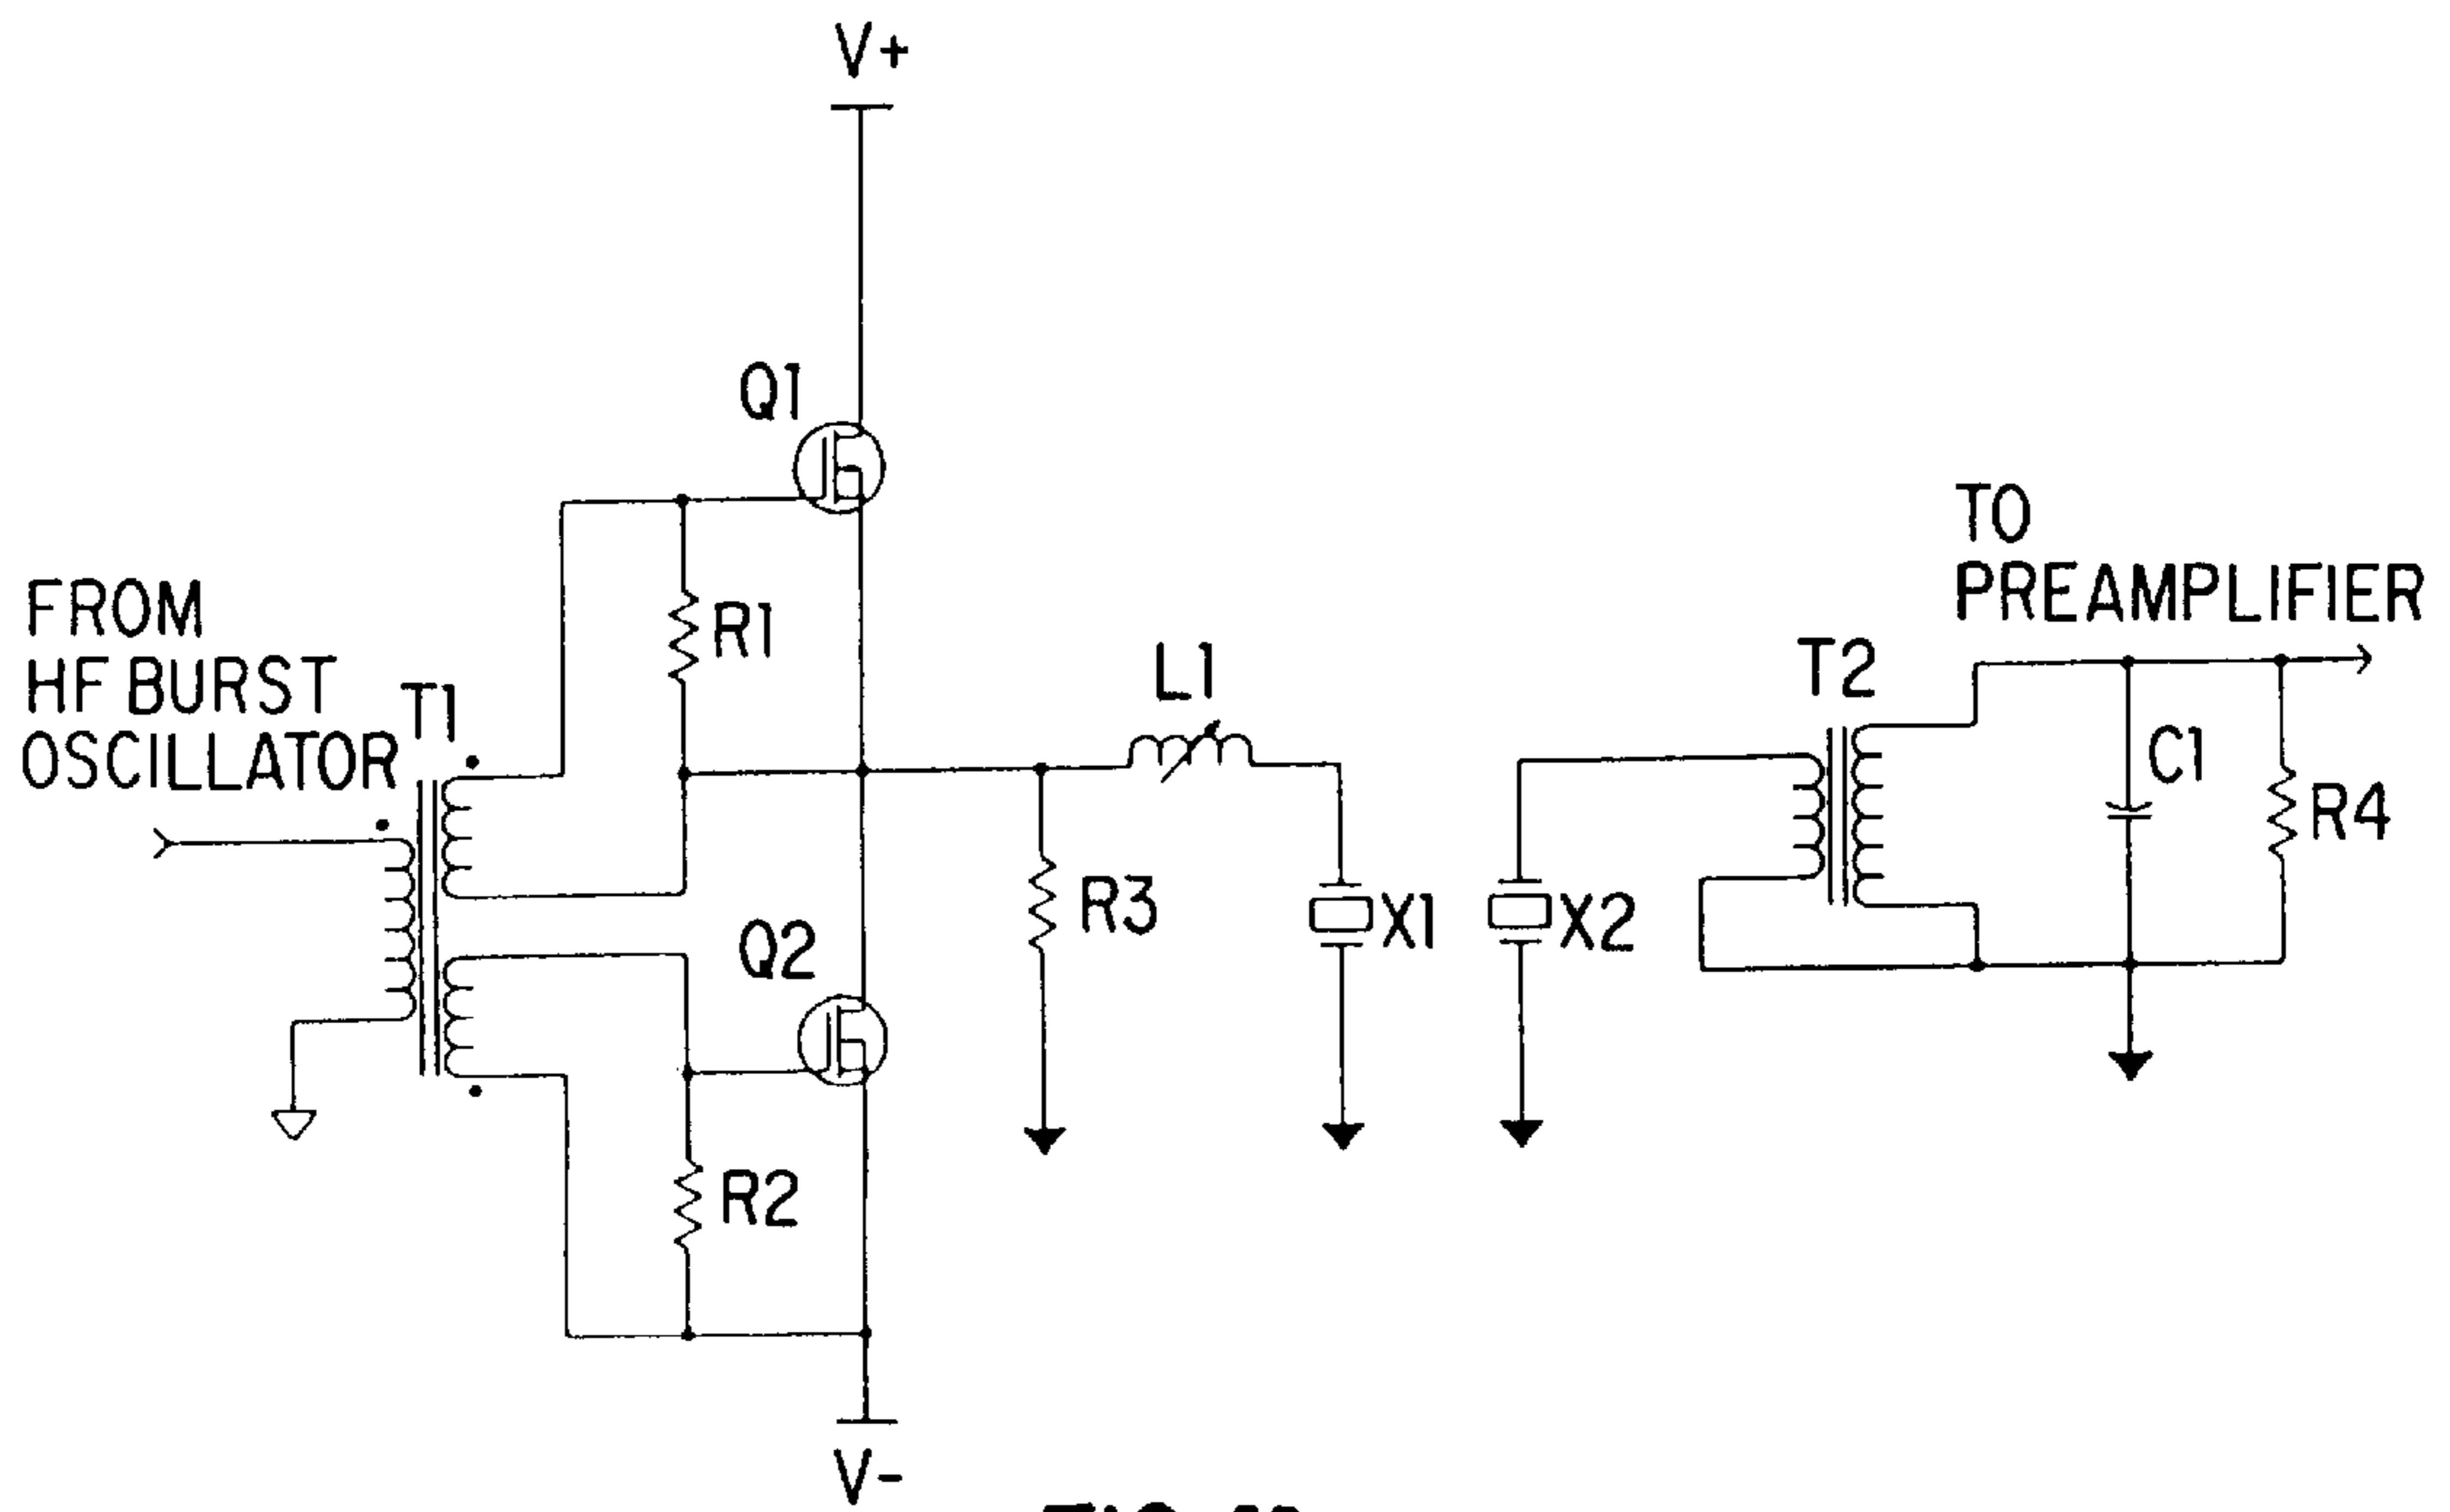 V+
Q1
FROM
HF BURST
OSCILLATOR
T1
R1
L1
TO
PREAMPLIFIER
T2
C1
R4
Q2
R3
X1
X2
R2
V-